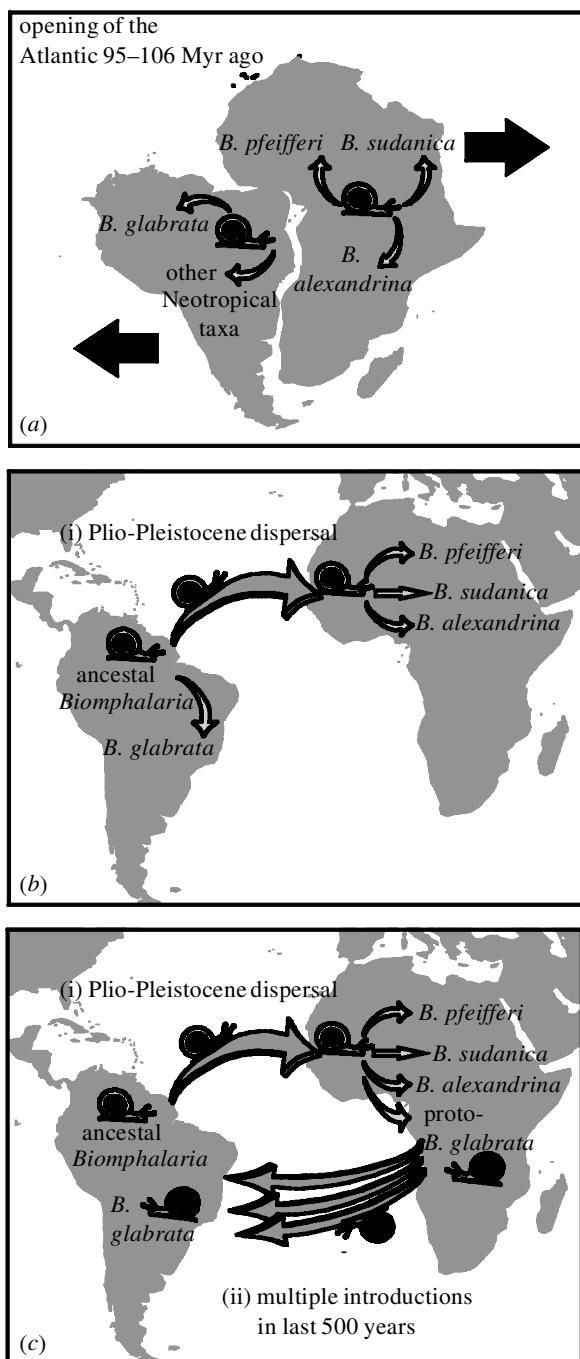 opening of the
Atlantic 95–106 Myr ago
B. pfeifferi B. sudanica
B. glabrata
B.
alexandrina
other
Neotropical
taxa
(a)
(i) Plio-Pleistocene dispersal
B. pfeifferi
B. sudanica
B. alexandrina
ancestal
Biomphalaria
B. glabrata
(b)
(i) Plio-Pleistocene dispersal
B. pfeifferi
B. sudanica
B. alexandrina
proto-
B. glabrata
ancestal
Biomphalaria
B.
glabrata
(ii) multiple introductions
in last 500 years
(c)